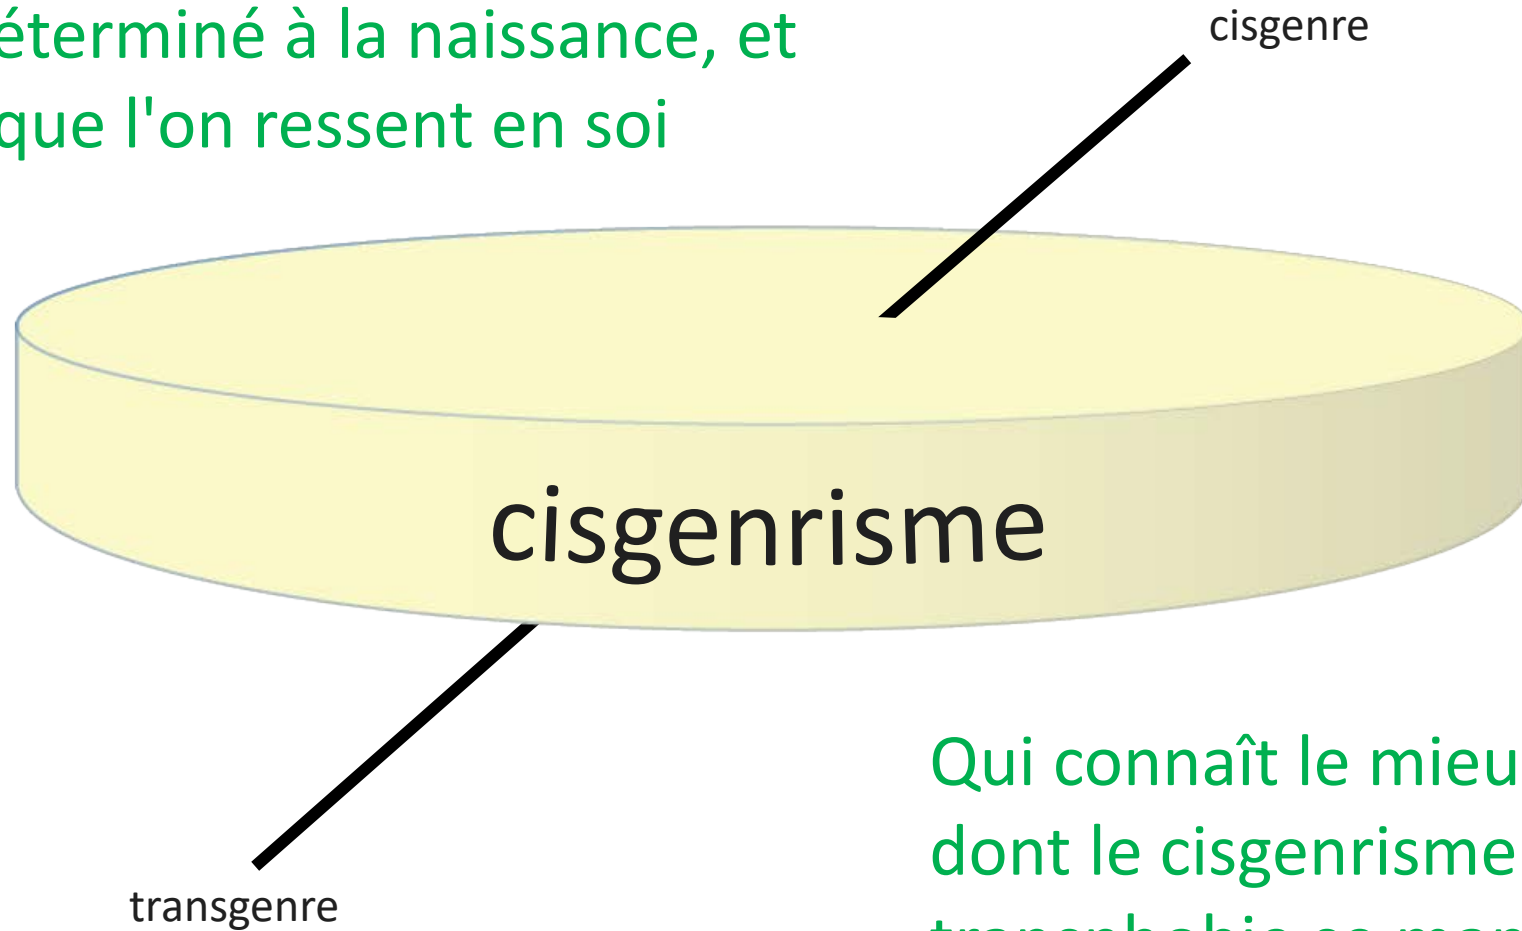 éterminé à la naissance, et
que l'on ressent en soi
cisgenre
cisgenrisme
transgenre
Qui connaît le mieu
dont le cisgenrisme